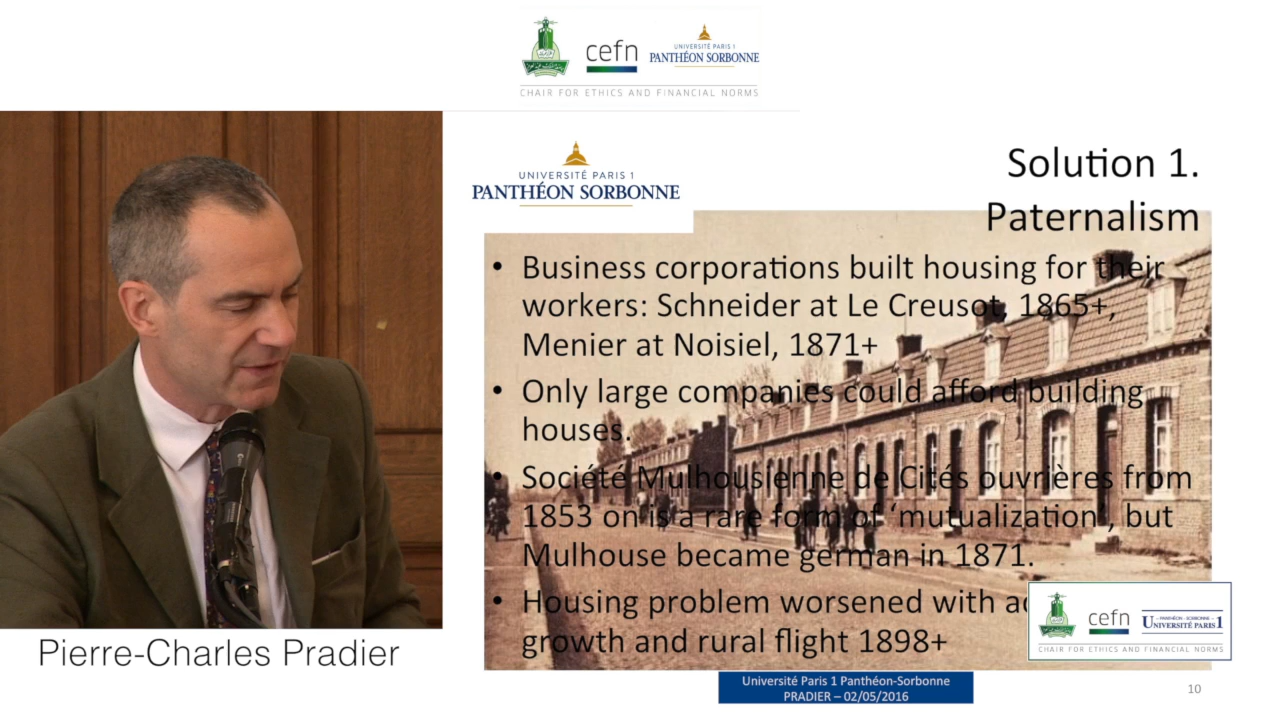 cefn
UNIVERSITÉ PARIS 1
PANTHÉON SORBONNE
CHAIR FOR ETHICS AND FINANCIAL NORMS
UNIVERSITÉ PARIS 1
PANTHÉON SORBONNE
Solution 1.
Paternalism
• Business corporations built housing for their
workers: Schneider at Le Creusot, 1865+,
Menier at Noisiel, 1871+
• Only large companies could afford building
houses.
• Société Mulhousienne de Cités ouvrières from
1853 on is a rare form of ‘mutualization’, but
Mulhouse became german in 1871.
• Housing problem worsened with
growth and rural flight 1898+
cefn
PANTHÉON - SORBONNE
UNIVERSITÉ PARIS 1
CHAIR FOR ETHICS AND FINANCIAL NORMS
Pierre-Charles Pradier
Université Paris 1 Panthéon-Sorbonne
PRADIER – 02/05/2016
10